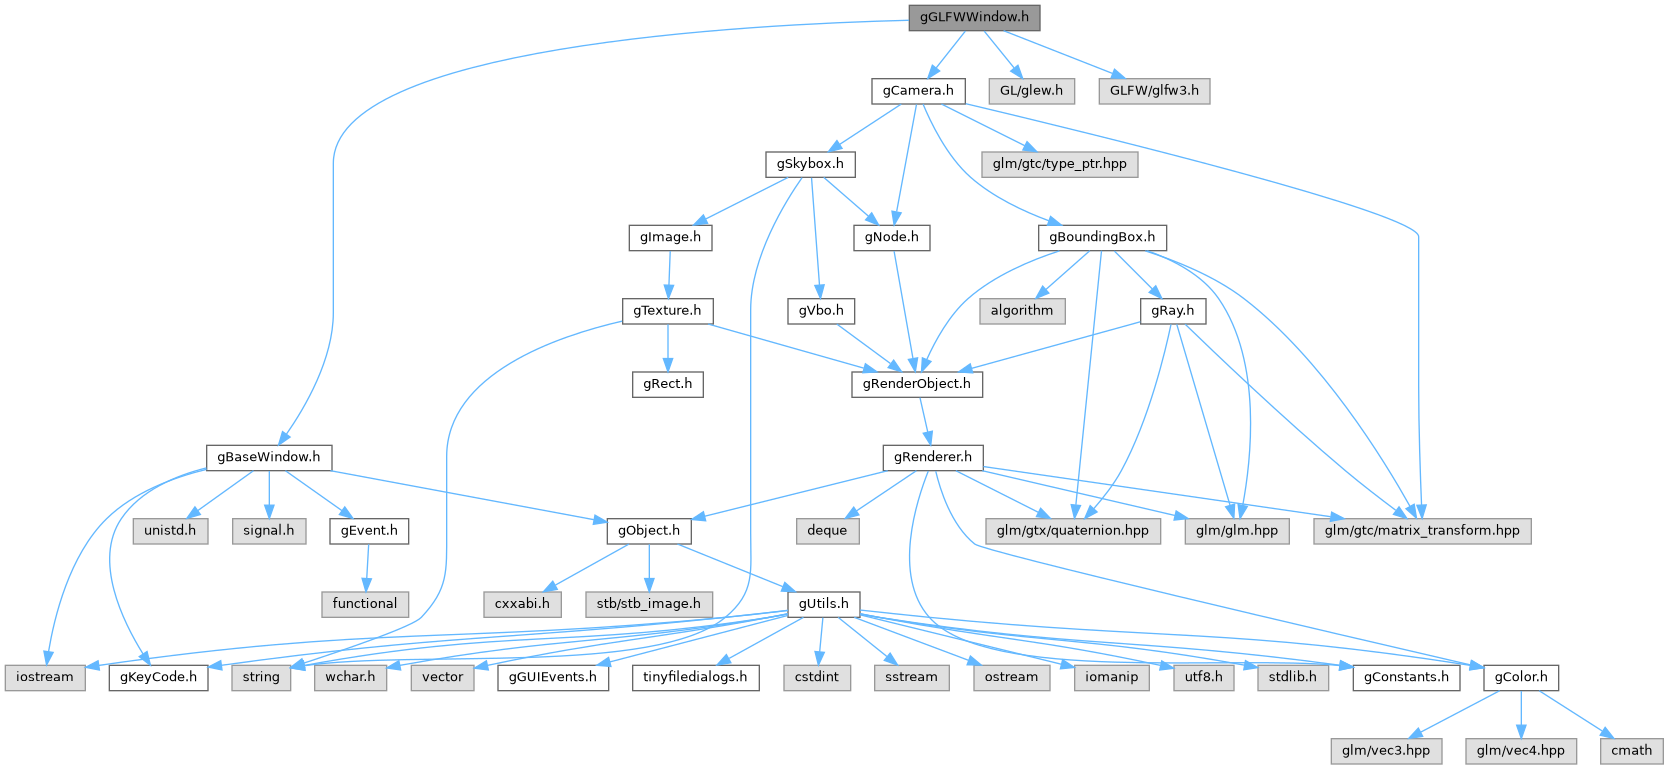 gGLFWWindow.h
gCamera.h
GL/glew.h
GLFW/glfw3.h
gSkybox.h
glm/gtc/type_ptr.hpp
gImage.h
gNode.h
gBoundingBox.h
gTexture.h
gVbo.h
algorithm
gRay.h
gRect.h
gRenderObject.h
gBaseWindow.h
gRenderer.h
unistd.h
signal.h
gEvent.h
gObject.h
deque
glm/gtx/quaternion.hpp
glm/glm.hpp
glm/gtc/matrix_transform.hpp
functional
cxxabi.h
stb/stb_image.h
gUtils.h
iostream
gKeyCode.h
string
wchar.h
vector
gGUIEvents.h
tinyfiledialogs.h
cstdint
sstream
ostream
iomanip
utf8.h
stdlib.h
gConstants.h
gColor.h
glm/vec3.hpp
glm/vec4.hpp
cmath